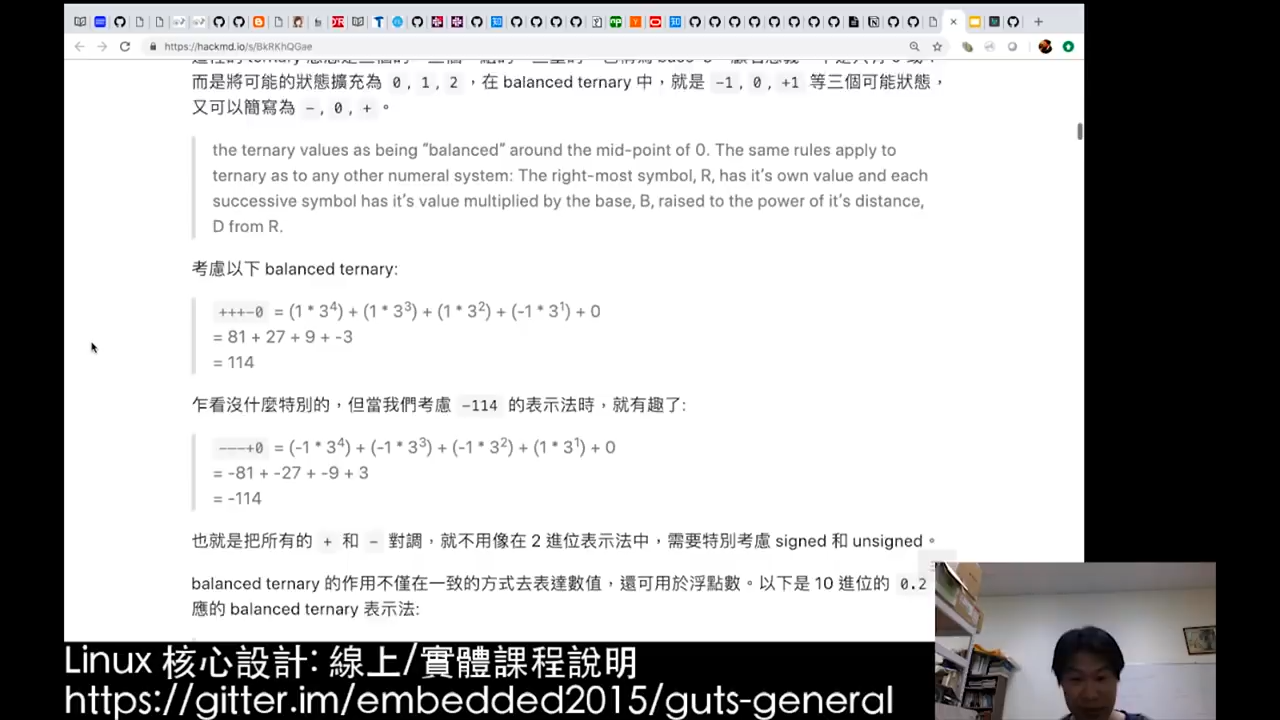 https://hackmd.io/s/BkRKhQGae
而是將可能的狀態擴充為 0, 1, 2 ，在 balanced ternary 中，就是 -1, 0, +1 等三個可能狀態，
又可以簡寫為 -, 0, + 。
the ternary values as being “balanced” around the mid-point of 0. The same rules apply to
ternary as to any other numeral system: The right-most symbol, R, has it’s own value and each
successive symbol has it’s value multiplied by the base, B, raised to the power of it’s distance,
D from R.
考慮以下 balanced ternary:
+++-0 = (1 * 3⁴) + (1 * 3³) + (1 * 3²) + (-1 * 3¹) + 0
= 81 + 27 + 9 + -3
= 114
乍看沒什麼特別的，但當我們考慮 -114 的表示法時，就有趣了:
---+0 = (-1 * 3⁴) + (-1 * 3³) + (-1 * 3²) + (1 * 3¹) + 0
= -81 + -27 + -9 + 3
= -114
也就是把所有的 + 和 - 對調，就不用像在 2 進位表示法中，需要特別考慮 signed 和 unsigned。
balanced ternary 的作用不僅在一致的方式去表達數值，還可用於浮點數。以下是 10 進位的 0.2
應的 balanced ternary 表示法:
Linux 核心設計: 線上/實體課程說明
https://gitter.im/embedded2015/guts-general